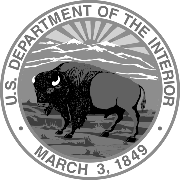 U.S. DEPARTMENT OF THE INTERIOR
MARCH 3, 1849